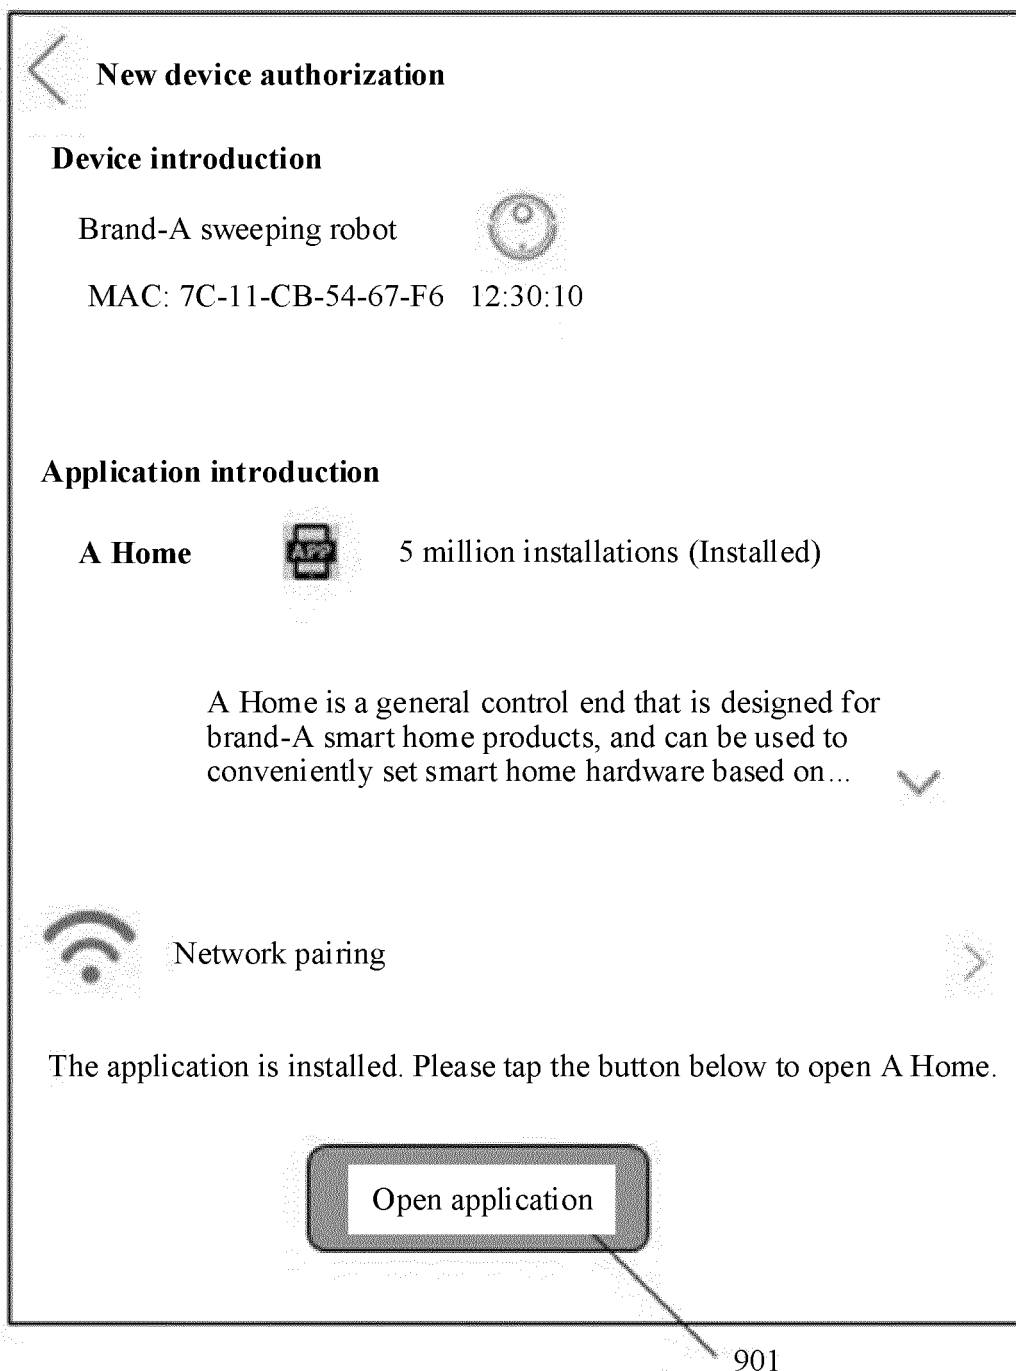 New device authorization
Device introduction
Brand-A sweeping robot
MAC: 7C-11-CB-54-67-F6 12:30:10
Application introduction
A Home APP 5 million installations (Installed)
A Home is a general control end that is designed for
brand-A smart home products, and can be used to
conveniently set smart home hardware based on...
Network pairing
The application is installed. Please tap the button below to open A Home.
Open application
901